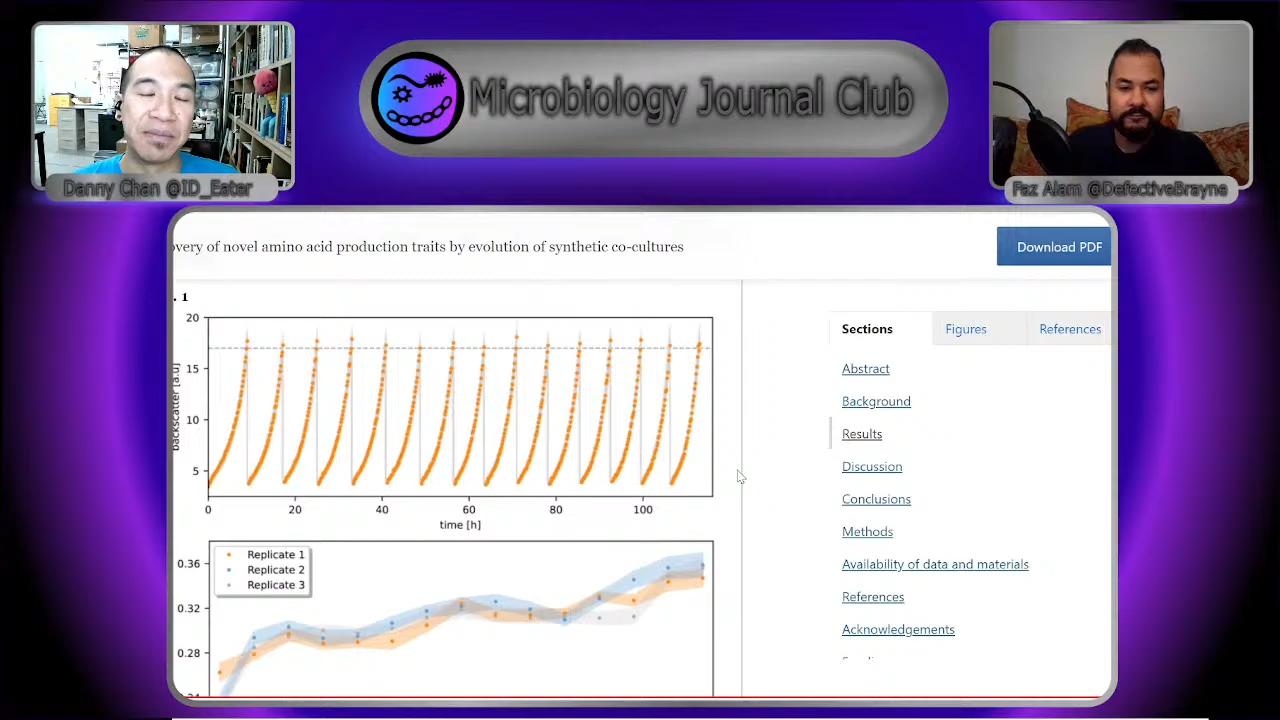 Microbiology Journal Club
Danny Chan @ID_Eater
Faz Alam @DefectiveBrayne
overy of novel amino acid production traits by evolution of synthetic co-cultures
Download PDF
. 1
20
15
10
5
backscatter [a.u]
0 20 40 60 80 100
time [h]
Replicate 1
Replicate 2
Replicate 3
0.36
0.32
0.28
Sections
Figures
References
Abstract
Background
Results
Discussion
Conclusions
Methods
Availability of data and materials
References
Acknowledgements